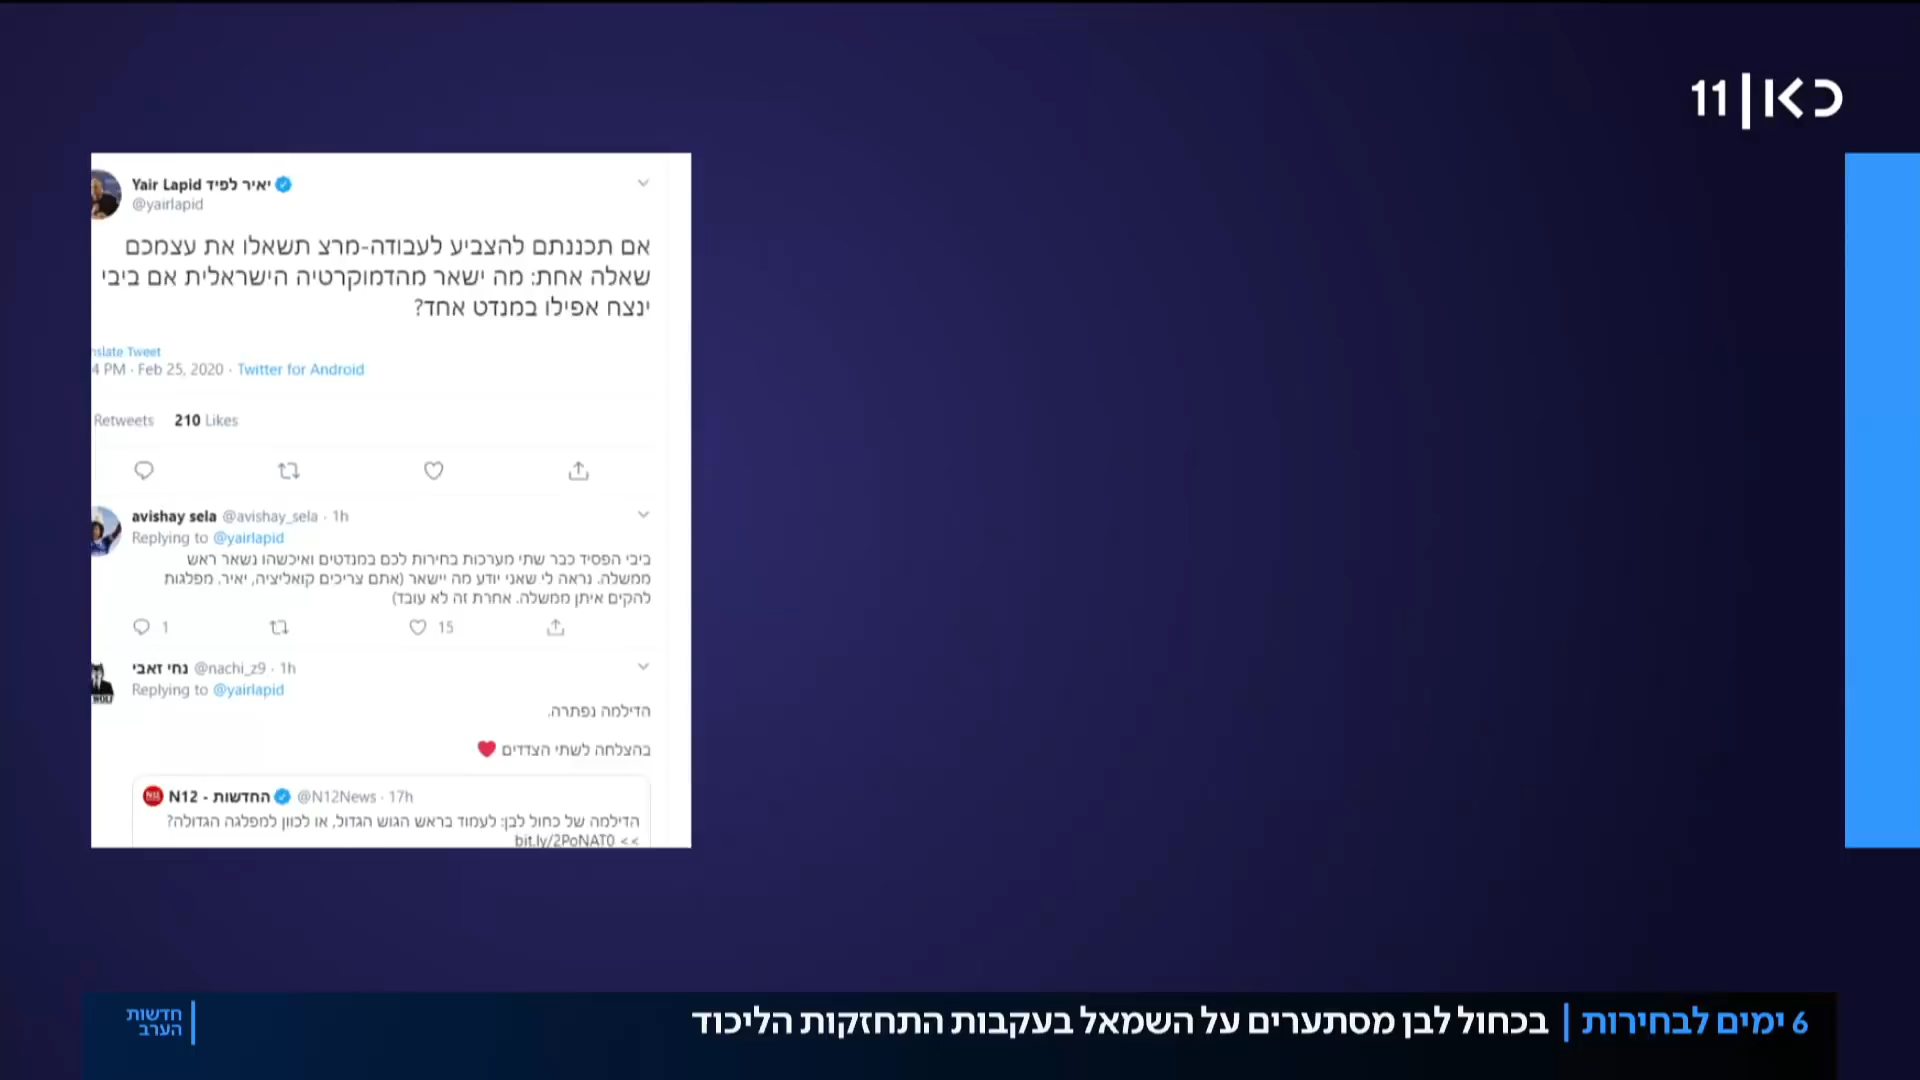 כאן 11
Yair Lapid יאיר לפיד
@yairlapid
אם תכננתם להצביע לעבודה-מרצ תשאלו את עצמכם
שאלה אחת: מה ישאר מהדמוקרטיה הישראלית אם ביבי
ינצח אפילו במנדט אחד?
nslate Tweet
4 PM · Feb 25, 2020 · Twitter for Android
Retweets 210 Likes
avishay sela @avishay_sela · 1h
Replying to @yairlapid
ביבי הפסיד כבר שתי מערכות בחירות לכם במנדטים ואיכשהו נשאר ראש
ממשלה. נראה לי שאני יודע מה יישאר (אתם צריכים קואליציה, יאיר. מפלגות
להקים איתן ממשלה. אחרת זה לא עובד)
1 15
נחי זאבי @nachi_z9 · 1h
Replying to @yairlapid
הדילמה נפתרה.
בהצלחה לשתי הצדדים ❤️
N12 - החדשות @N12News · 17h
הדילמה של כחול לבן: לעמוד בראש הגוש הגדול, או לכוון למפלגה הגדולה?
>> bit.ly/2PoNAT0
6 ימים לבחירות | בכחול לבן מסתערים על השמאל בעקבות התחזקות הליכוד
חדשות
הערב